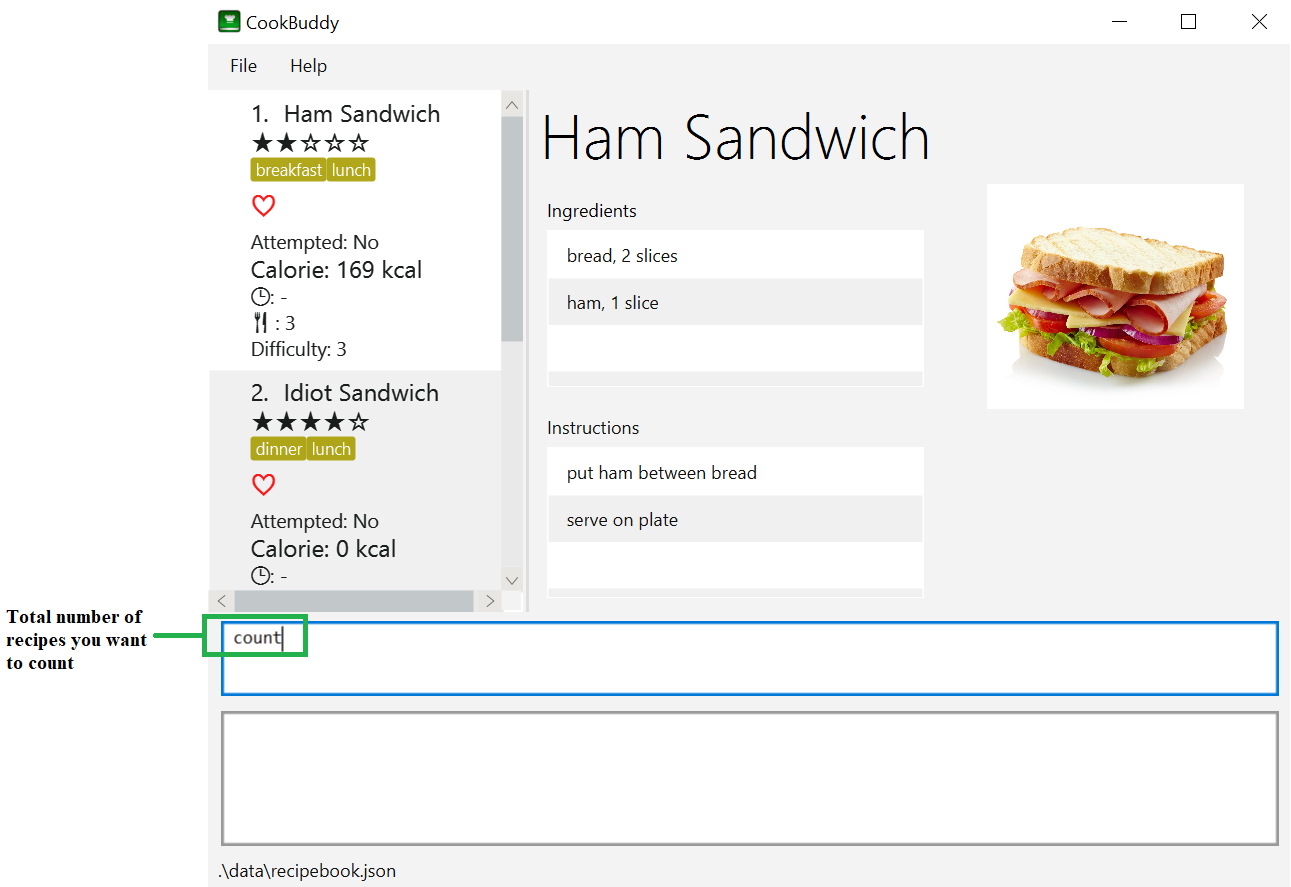 CookBuddy
File Help
1. Ham Sandwich
★★☆☆☆
breakfast lunch
Attempted: No
Calorie: 169 kcal
: -
: 3
Difficulty: 3
2. Idiot Sandwich
★★★★☆
dinner lunch
Attempted: No
Calorie: 0 kcal
: -
Ham Sandwich
Ingredients
bread, 2 slices
ham, 1 slice
Instructions
put ham between bread
serve on plate
Total number of
recipes you want
to count
count
.\data\recipebook.json